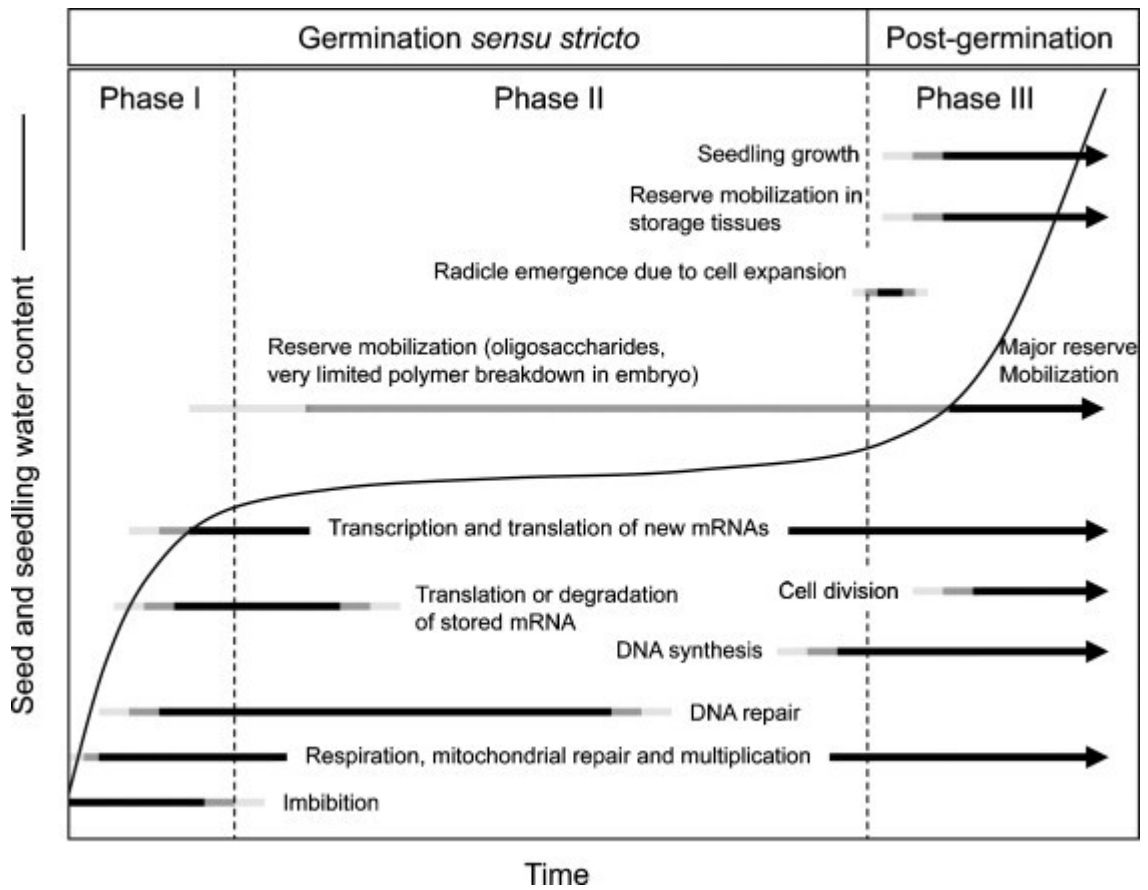 Germination sensu stricto
Post-germination
Phase I
Phase II
Phase III
Seedling growth
Reserve mobilization in
storage tissues
Radicle emergence due to cell expansion
Reserve mobilization (oligosaccharides,
very limited polymer breakdown in embryo)
Major reserve
Mobilization
Transcription and translation of new mRNAs
Translation or degradation
of stored mRNA
Cell division
DNA synthesis
DNA repair
Respiration, mitochondrial repair and multiplication
Imbibition
Seed and seedling water content
Time